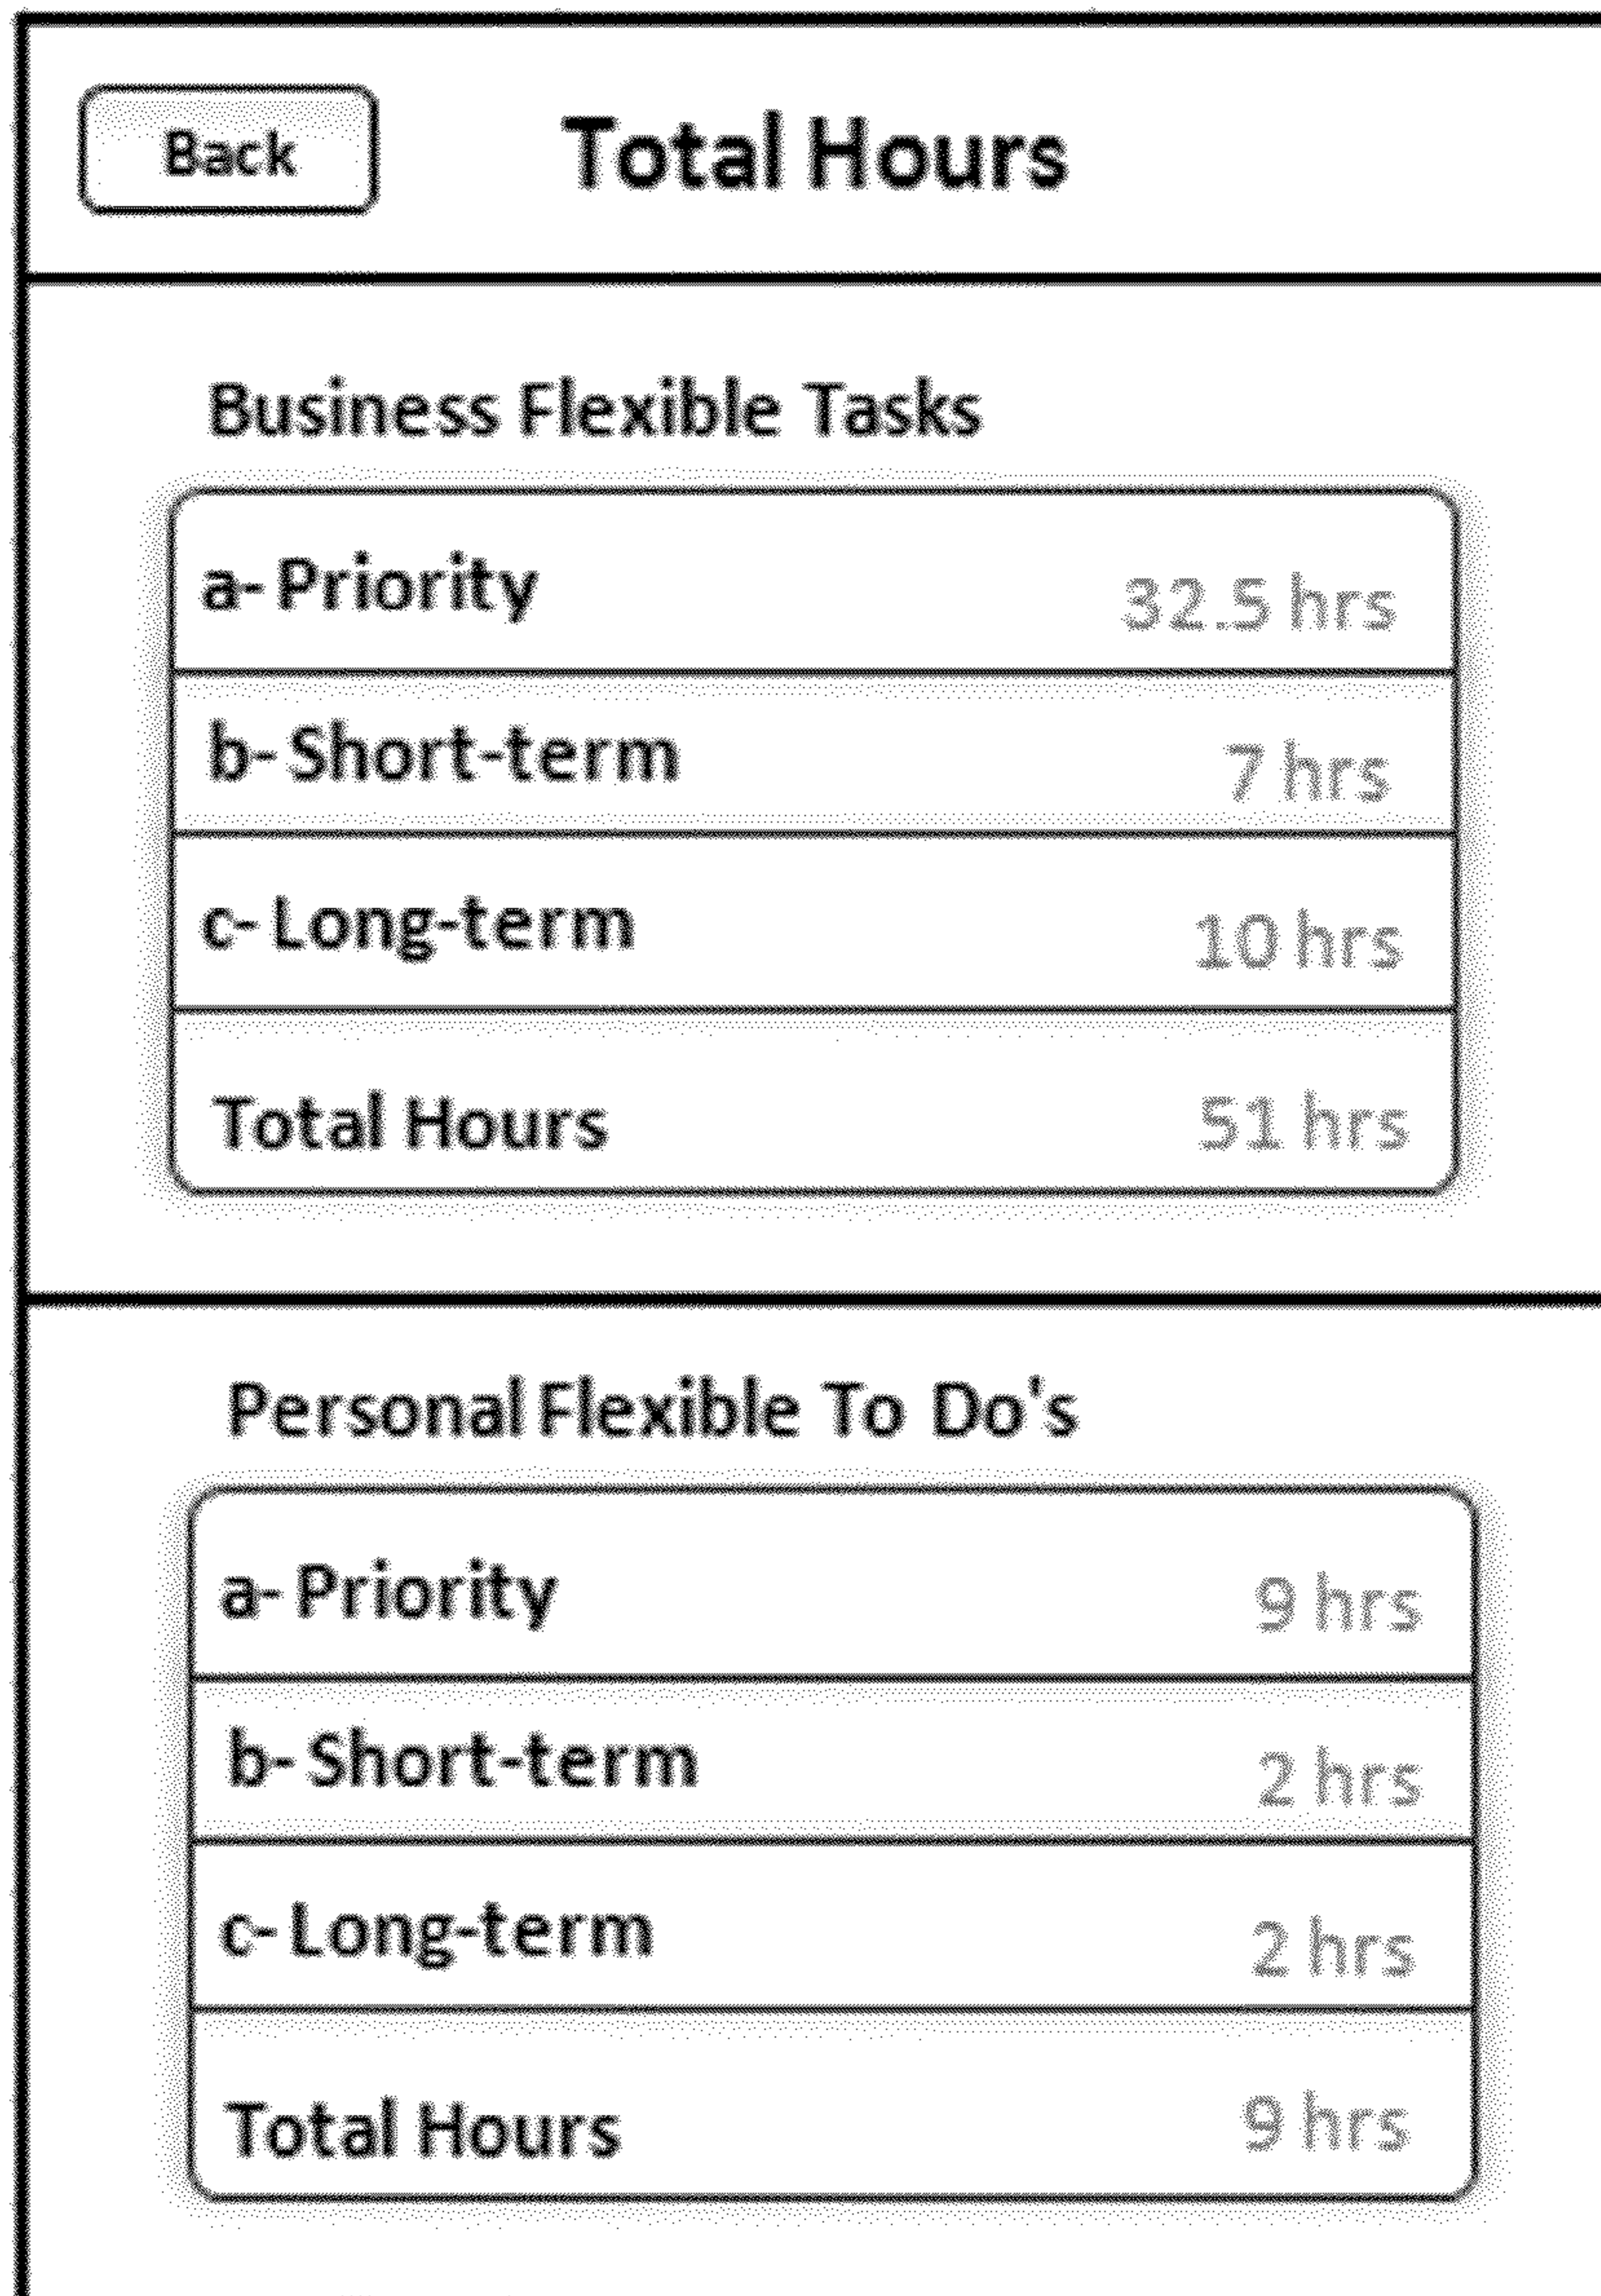 Back
Total Hours
Business Flexible Tasks
a- Priority 32.5 hrs
b- Short-term 7 hrs
c- Long-term 10 hrs
Total Hours 51 hrs
Personal Flexible To Do's
a- Priority 9 hrs
b- Short-term 2 hrs
c- Long-term 2 hrs
Total Hours 9 hrs